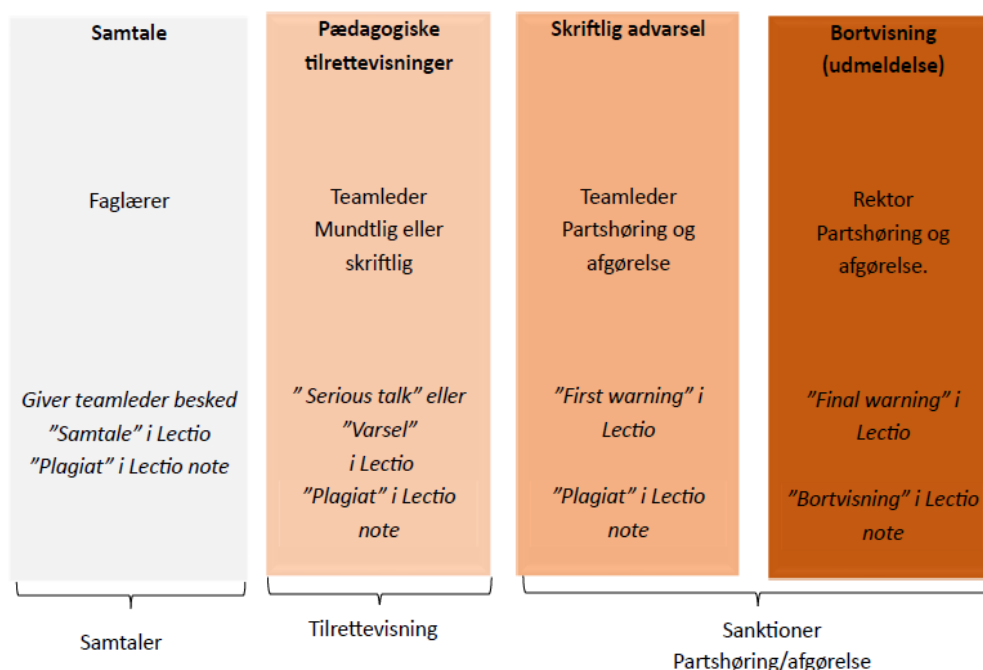 Samtale
Faglærer
Giver teamleder besked
”Samtale” i Lectio
”Plagiat” i Lectio note
Pædagogiske
tilrettevisninger
Teamleder
Mundtlig eller
skriftlig
” Serious talk” eller
”Varsel”
i Lectio
”Plagiat” i Lectio
note
Skriftlig advarsel
Teamleder
Partshøring og
afgørelse
”First warning” i
Lectio
”Plagiat” i Lectio
note
Bortvisning
(udmeldelse)
Rektor
Partshøring og
afgørelse.
”Final warning” i
Lectio
”Bortvisning” i Lectio
note
Samtaler
Tilrettevisning
Sanktioner
Partshøring/afgørelse